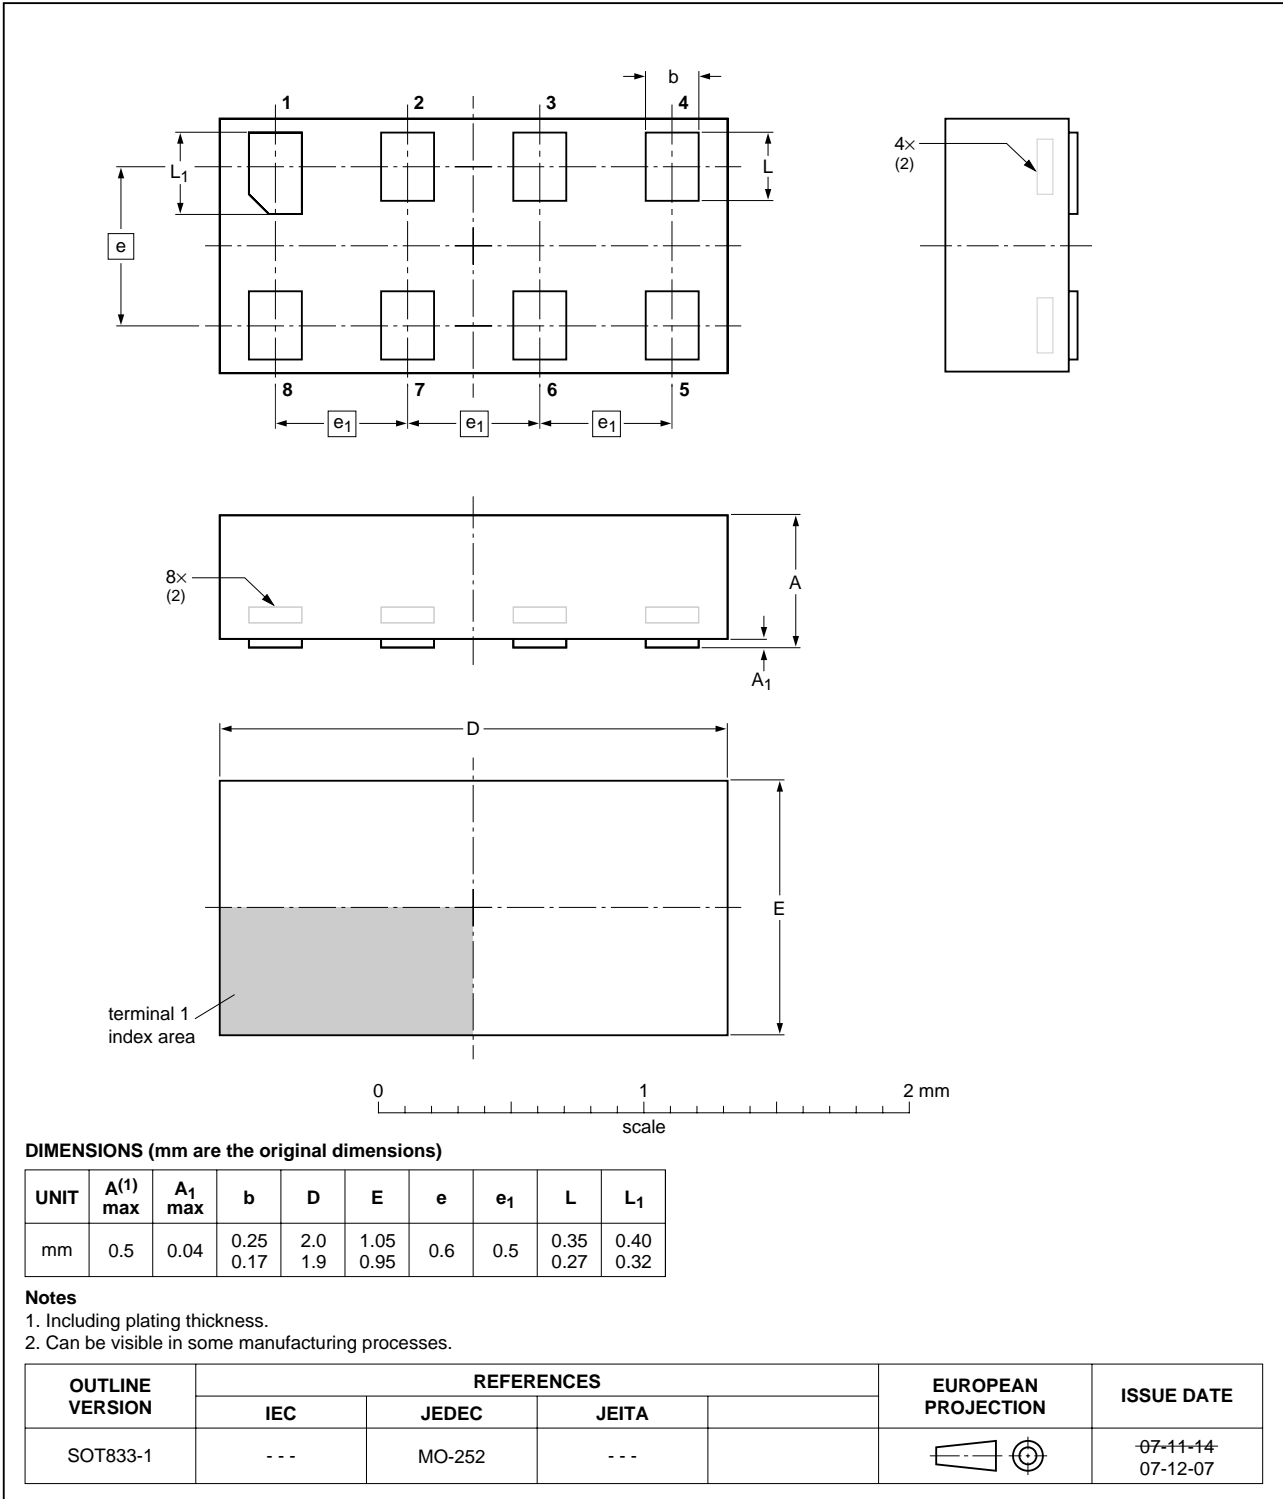 b
1 2 3 4
4×
(2)
L1
L
e
8 7 6 5
e1 e1 e1
8×
(2)
A
A1
D
E
terminal 1
index area
0 1 2 mm
scale
DIMENSIONS (mm are the original dimensions)
UNIT A(1) max A1 max b D E e e1 L L1
mm 0.5 0.04 0.25 0.17 2.0 1.9 1.05 0.95 0.6 0.5 0.35 0.27 0.40 0.32
Notes
1. Including plating thickness.
2. Can be visible in some manufacturing processes.
OUTLINE VERSION REFERENCES EUROPEAN PROJECTION ISSUE DATE
IEC JEDEC JEITA
SOT833-1 - - - MO-252 - - - 07-11-14
07-12-07